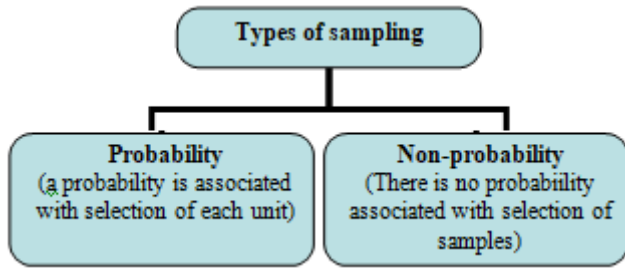 Types of sampling
Probability
(a probability is associated
with selection of each unit)
Non-probability
(There is no probabiility
associated with selection of
samples)